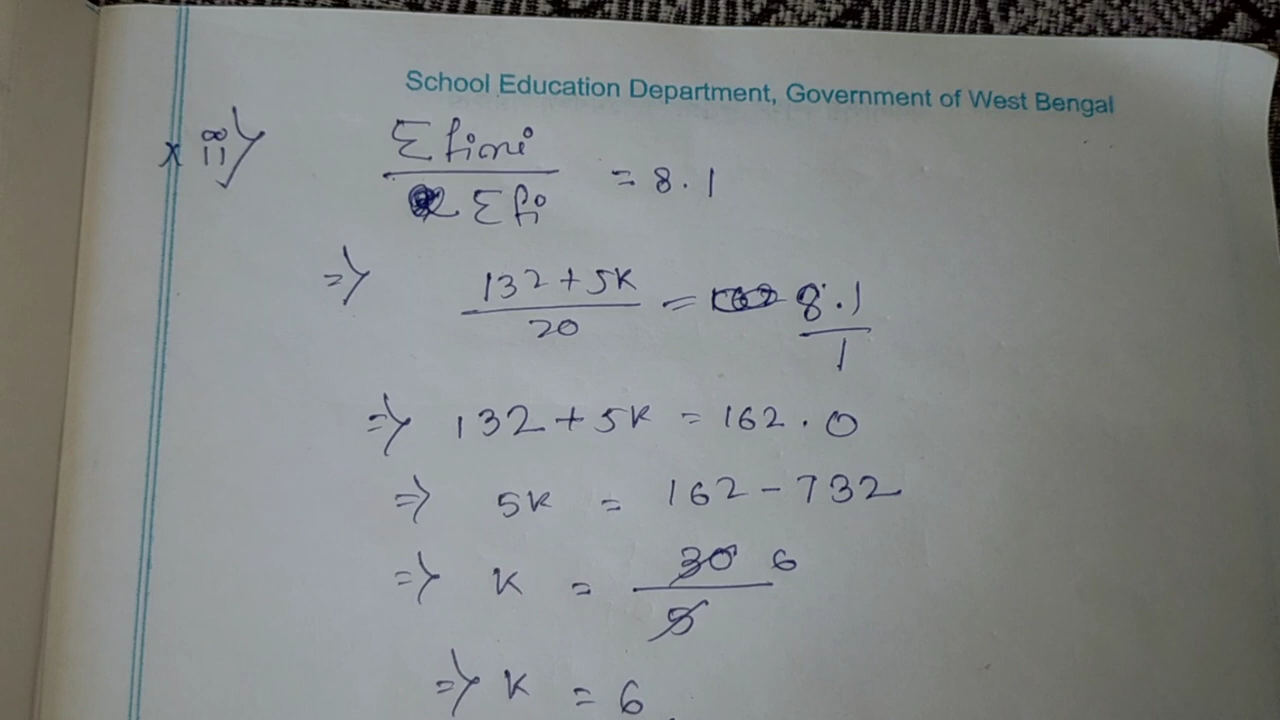 School Education Department, Government of West Bengal
x ii) Σfixi / Σfi = 8.1
=> 132+5k / 20 = 8.1 / 1
=> 132+5k = 162.0
=> 5k = 162-732
=> k = 30 6 / 5
=> k = 6